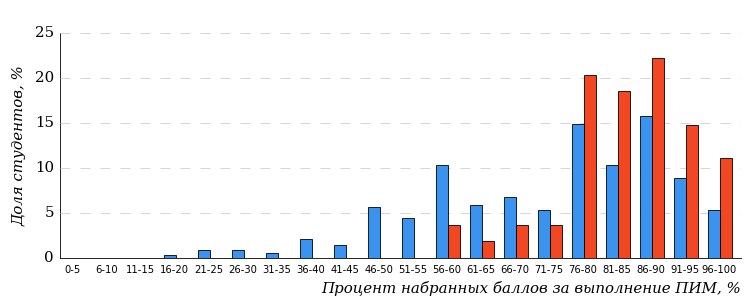 25
20
15
10
5
0
Доля студентов, %
0-5 6-10 11-15 16-20 21-25 26-30 31-35 36-40 41-45 46-50 51-55 56-60 61-65 66-70 71-75 76-80 81-85 86-90 91-95 96-100
Процент набранных баллов за выполнение ПИМ, %